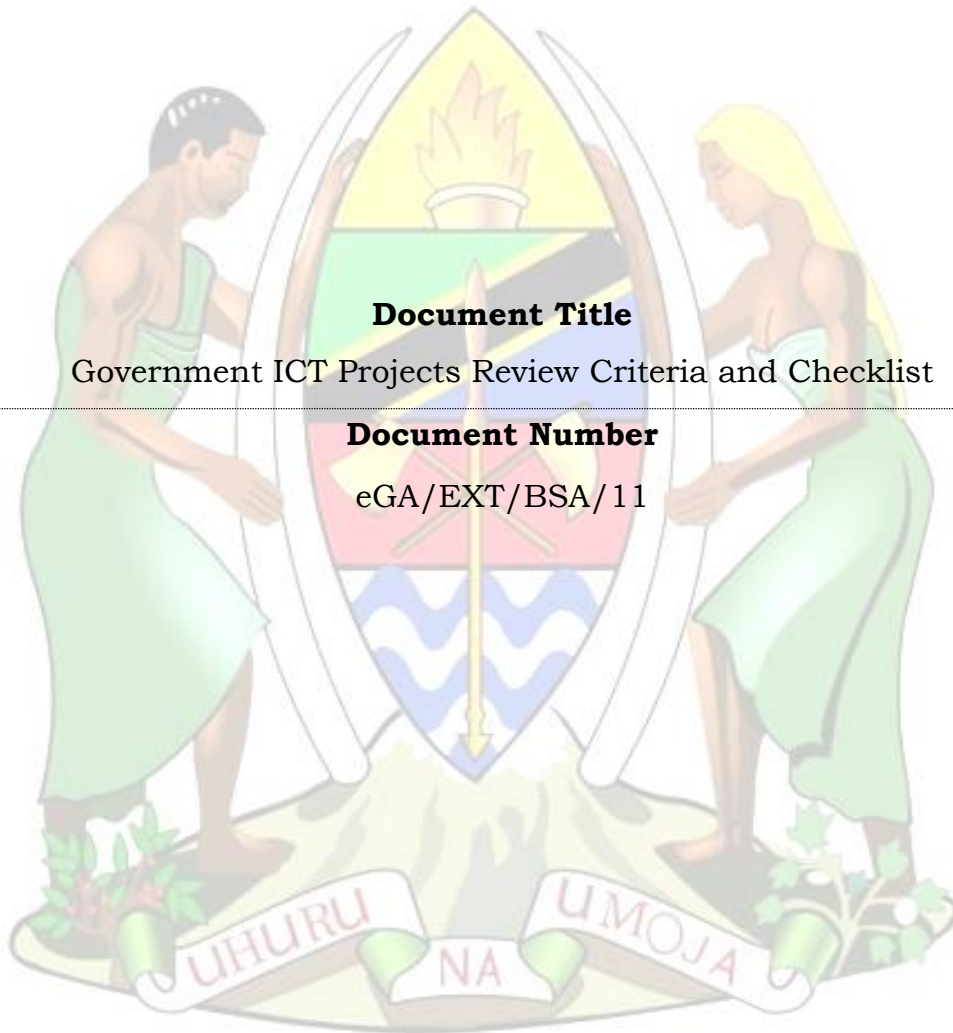 Document Title
Government ICT Projects Review Criteria and Checklist
Document Number
eGA/EXT/BSA/11
UHURU NA UMOJA